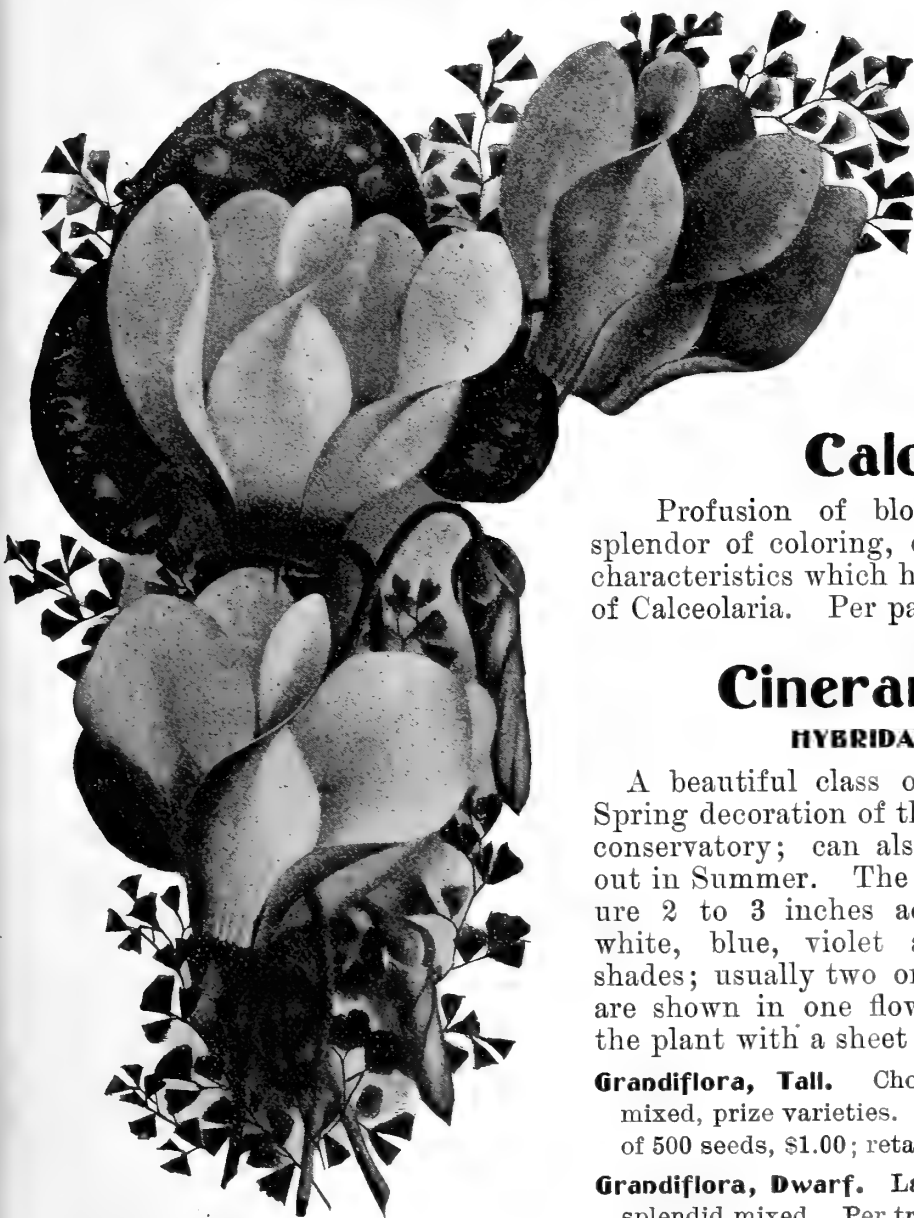 Calc
Profusion of blo
splendor of coloring,
characteristics which h
of Calceolaria. Per pa
Cinerar
HYBRIDA
A beautiful class o
Spring decoration of th
conservatory; can als
out in Summer. The
ure 2 to 3 inches ac
white, blue, violet a
shades; usually two or
are shown in one flow
the plant with a sheet
Grandiflora, Tall. Cho
mixed, prize varieties.
of 500 seeds, $1.00; reta
Grandiflora, Dwarf. La
splendid mixed. Per tr